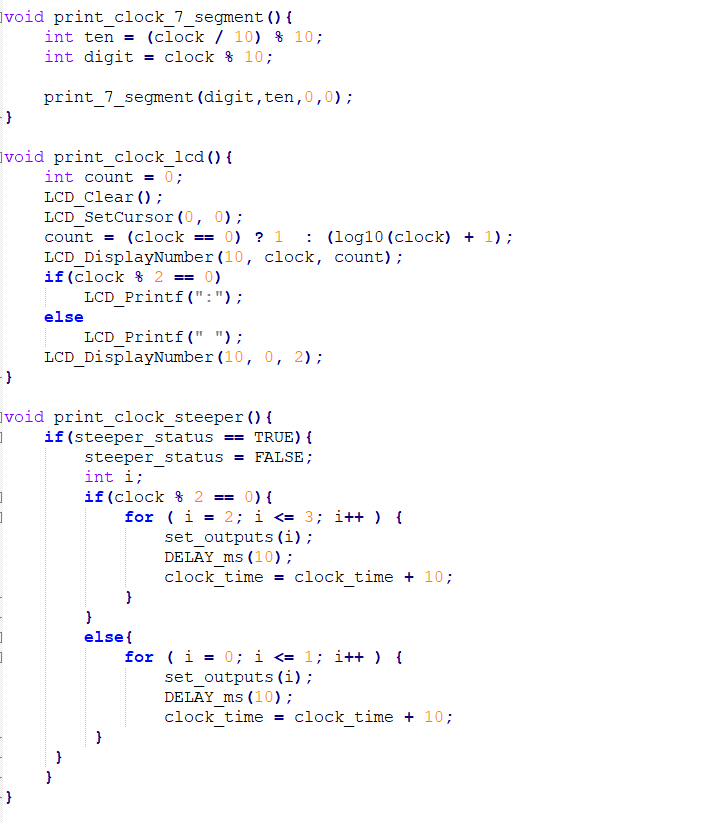 void print_clock_7_segment(){
    int ten = (clock / 10) % 10;
    int digit = clock % 10;

    print_7_segment(digit,ten,0,0);
}

void print_clock_lcd(){
    int count = 0;
    LCD_Clear();
    LCD_SetCursor(0, 0);
    count = (clock == 0) ? 1  : (log10(clock) + 1);
    LCD_DisplayNumber(10, clock, count);
    if(clock % 2 == 0)
        LCD_Printf(":");
    else
        LCD_Printf(" ");
    LCD_DisplayNumber(10, 0, 2);
}

void print_clock_steeper(){
    if(steeper_status == TRUE){
        steeper_status = FALSE;
        int i;
        if(clock % 2 == 0){
            for ( i = 2; i <= 3; i++ ) {
                set_outputs(i);
                DELAY_ms(10);
                clock_time = clock_time + 10;
            }
        }
        else{
            for ( i = 0; i <= 1; i++ ) {
                set_outputs(i);
                DELAY_ms(10);
                clock_time = clock_time + 10;
         }
     }
    }
}